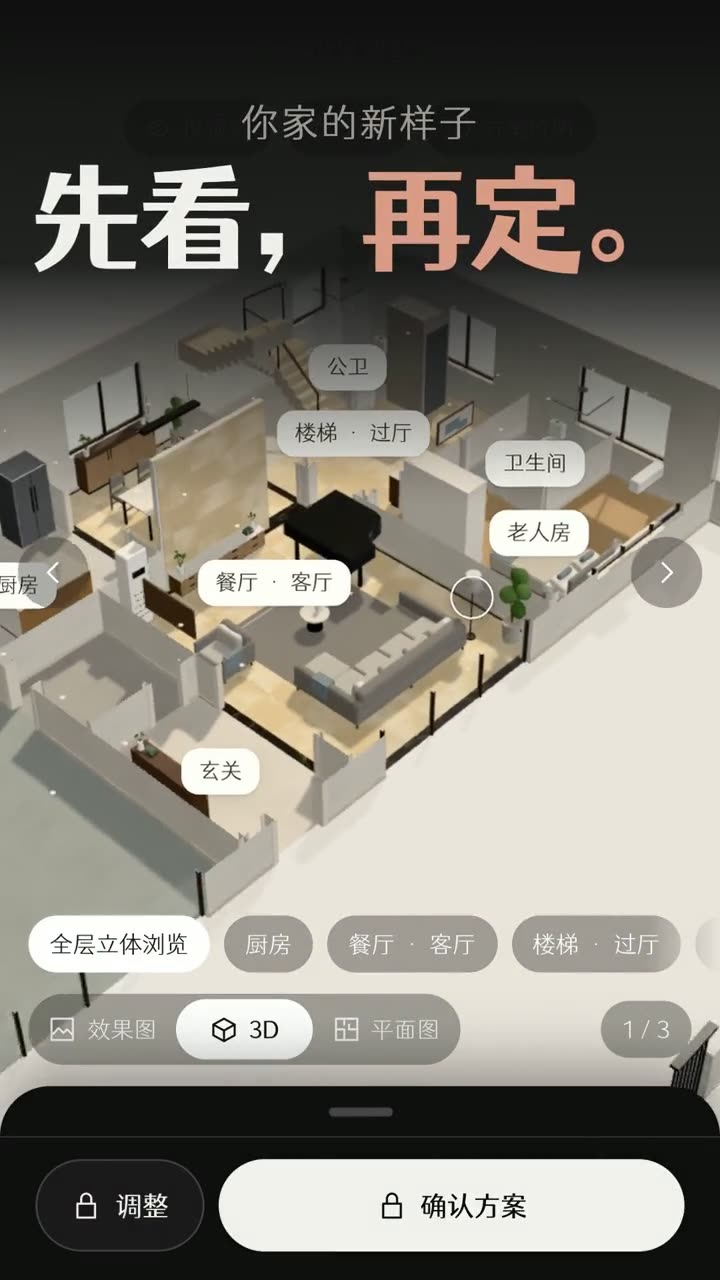 你家的新样子
先看，再定。
公卫
楼梯 · 过厅
卫生间
老人房
餐厅 · 客厅
厨房
玄关
全层立体浏览 厨房 餐厅 · 客厅 楼梯 · 过厅
效果图 3D 平面图 1 / 3
调整 确认方案